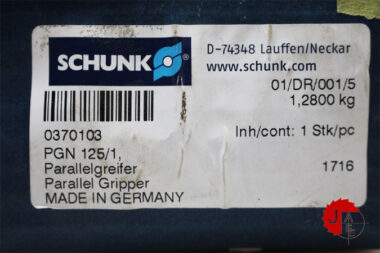 SCHUNK
D-74348 Lauffen/Neckar
www.schunk.com
01/DR/001/5
1,2800 kg
0370103
Inh/cont: 1 Stk/pc
PGN 125/1,
Parallelgreifer
1716
Parallel Gripper
MADE IN GERMANY